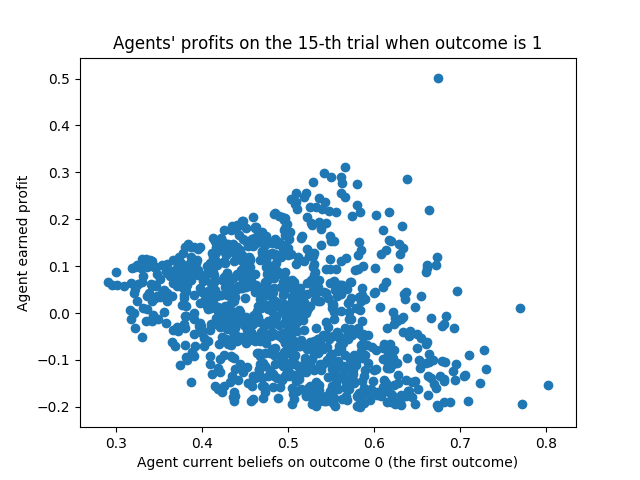 Agents' profits on the 15-th trial when outcome is 1
0.5
0.4
0.3
0.2
0.1
0.0
−0.1
−0.2
Agent earned profit
0.3 0.4 0.5 0.6 0.7 0.8
Agent current beliefs on outcome 0 (the first outcome)